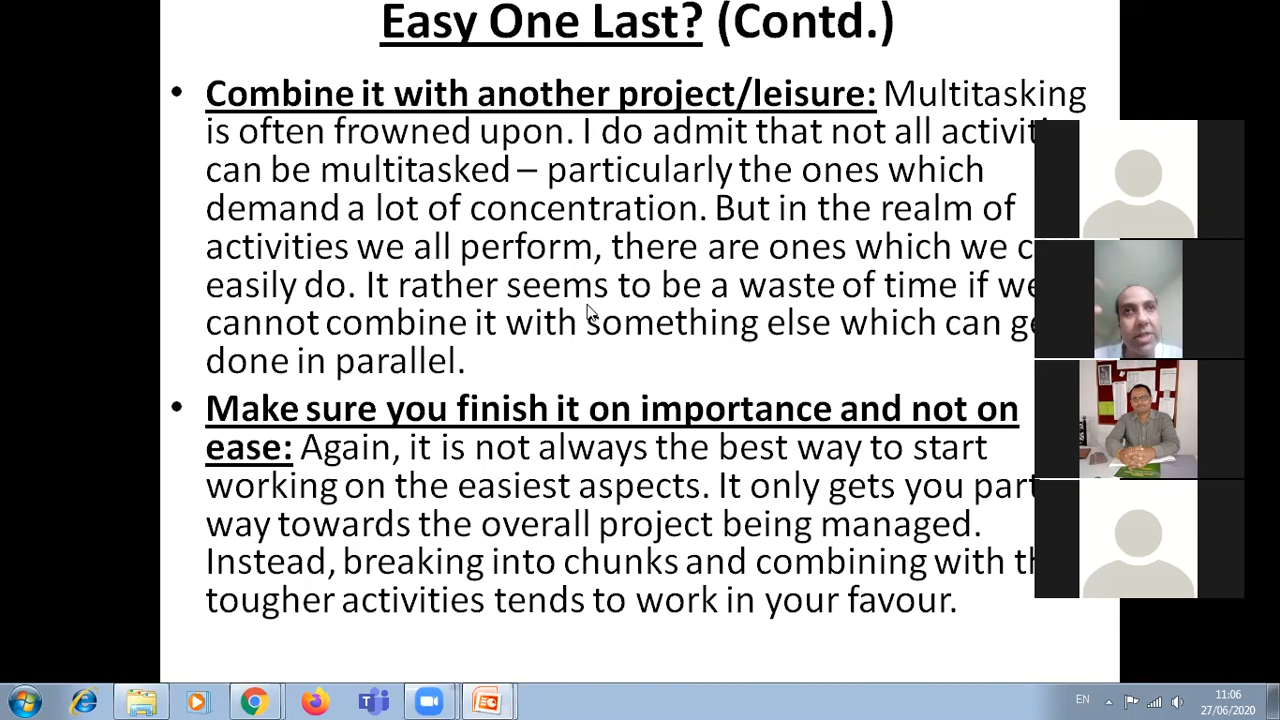 Easy One Last? (Contd.)
• Combine it with another project/leisure: Multitasking
is often frowned upon. I do admit that not all activiti
can be multitasked – particularly the ones which
demand a lot of concentration. But in the realm of
activities we all perform, there are ones which we c
easily do. It rather seems to be a waste of time if we
cannot combine it with something else which can ge
done in parallel.
• Make sure you finish it on importance and not on
ease: Again, it is not always the best way to start
working on the easiest aspects. It only gets you part
way towards the overall project being managed.
Instead, breaking into chunks and combining with th
tougher activities tends to work in your favour.
EN
11:06
27/06/2020